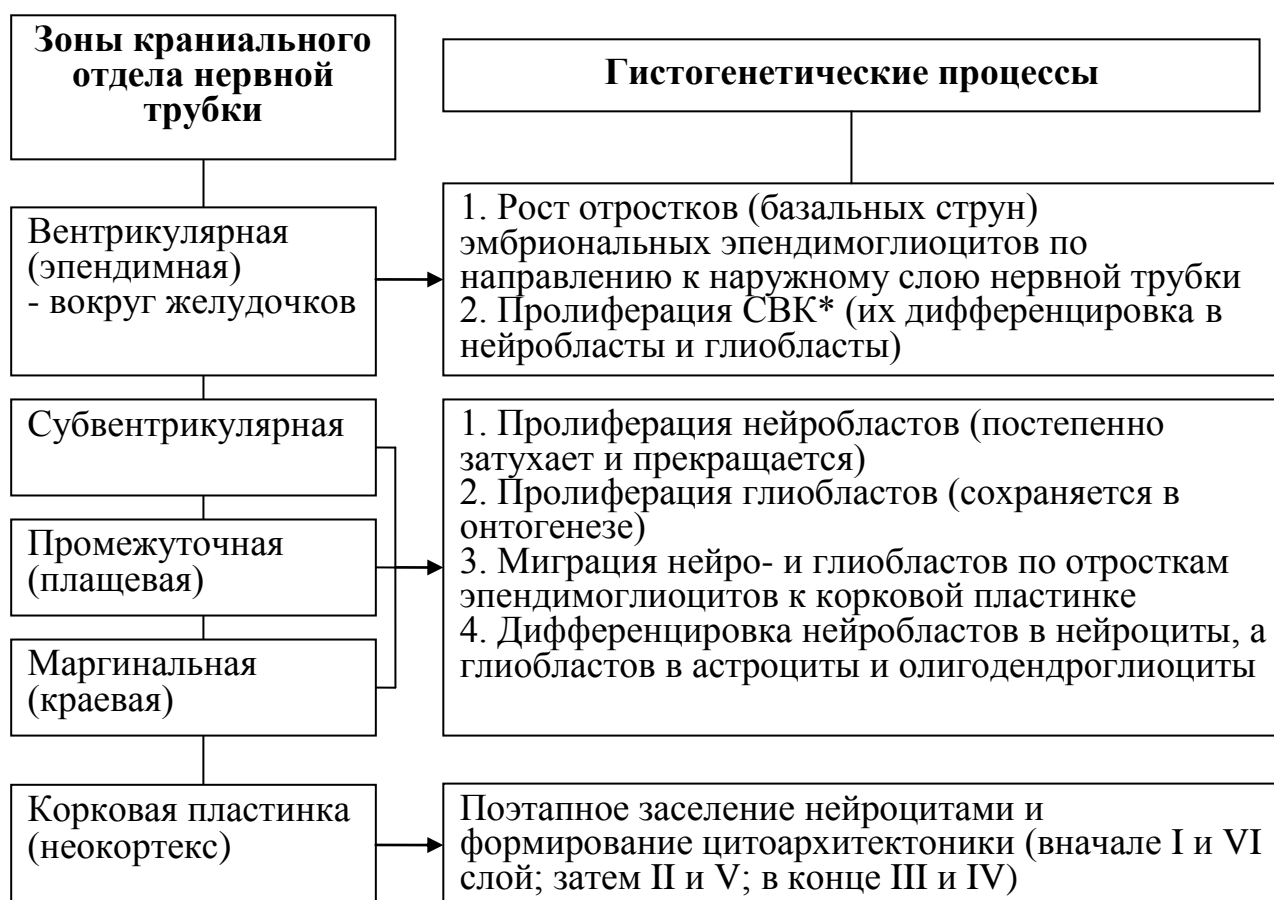 Зоны краниального
отдела нервной
трубки
Гистогенетические процессы
Вентрикулярная
(эпендимная)
- вокруг желудочков
1. Рост отростков (базальных струн)
эмбриональных эпендимоглиоцитов по
направлению к наружному слою нервной трубки
2. Пролиферация СВК* (их дифференцировка в
нейробласты и глиобласты)
Субвентрикулярная
Промежуточная
(плащевая)
Маргинальная
(краевая)
1. Пролиферация нейробластов (постепенно
затухает и прекращается)
2. Пролиферация глиобластов (сохраняется в
онтогенезе)
3. Миграция нейро- и глиобластов по отросткам
эпендимоглиоцитов к корковой пластинке
4. Дифференцировка нейробластов в нейроциты, а
глиобластов в астроциты и олигодендроглиоциты
Корковая пластинка
(неокортекс)
Поэтапное заселение нейроцитами и
формирование цитоархитектоники (вначале I и VI
слой; затем II и V; в конце III и IV)